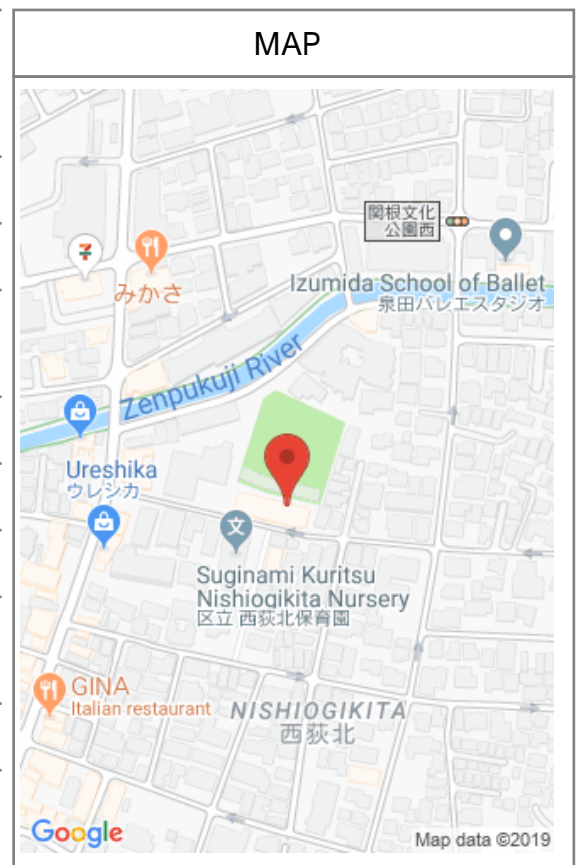 MAP
関根文化
公園西
みかさ
Izumida School of Ballet
泉田バレエスタジオ
Zenpukuji River
Ureshika
ウレシカ
文
Suginami Kuritsu
Nishiogikita Nursery
区立 西荻北保育園
GINA
Italian restaurant
NISHIOGIKITA
西荻北
Google
Map data ©2019